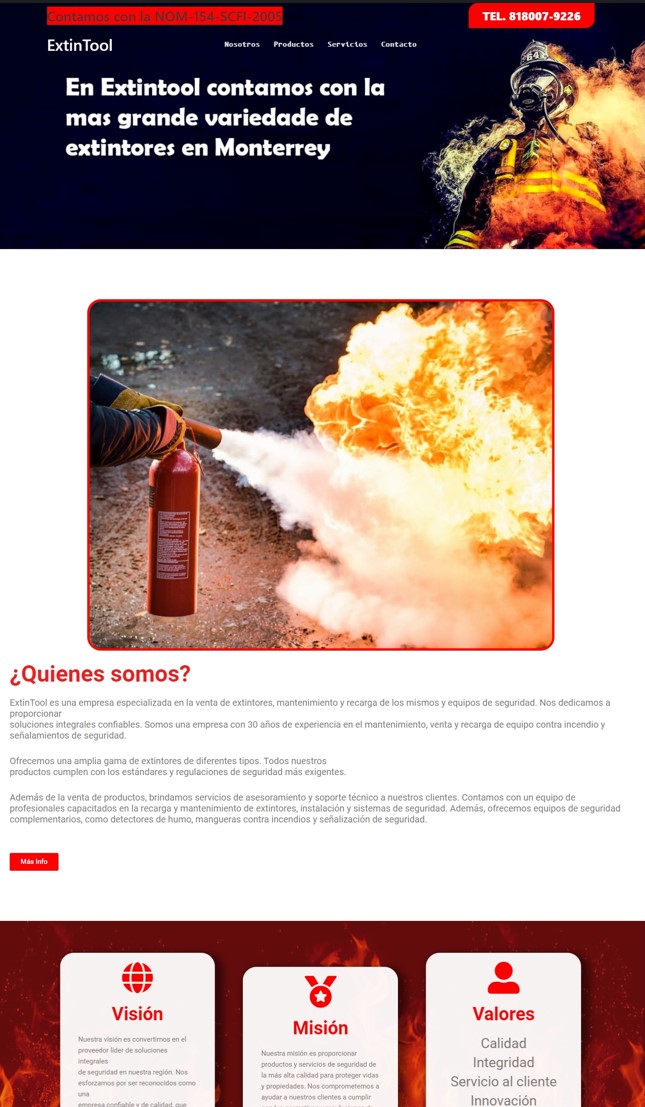 Contamos con la NOM-154-SCFI-2005
TEL. 818007-9226
ExtinTool
Nosotros Productos Servicios Contacto
64
En Extintool contamos con la
mas grande variedade de
extintores en Monterrey
¿Quienes somos?
ExtinTool es una empresa especializada en la venta de extintores, mantenimiento y recarga de los mismos y equipos de seguridad. Nos dedicamos a
proporcionar
soluciones integrales confiables. Somos una empresa con 30 años de experiencia en el mantenimiento, venta y recarga de equipo contra incendio y
señalamientos de seguridad.
Ofrecemos una amplia gama de extintores de diferentes tipos. Todos nuestros
productos cumplen con los estándares y regulaciones de seguridad más exigentes.
Además de la venta de productos, brindamos servicios de asesoramiento y soporte técnico a nuestros clientes. Contamos con un equipo de
profesionales capacitados en la recarga y mantenimiento de extintores, instalación y sistemas de seguridad. Además, ofrecemos equipos de seguridad
complementarios, como detectores de humo, mangueras contra incendios y señalización de seguridad.
Más Info
Visión
Nuestra visión es convertirnos en el
proveedor líder de soluciones
integrales
de seguridad en nuestra región. Nos
esforzamos por ser reconocidos como
una
empresa confiable y de calidad, que
Misión
Nuestra misión es proporcionar
productos y servicios de seguridad de
la más alta calidad para proteger vidas
y propiedades. Nos comprometemos a
ayudar a nuestros clientes a cumplir
Valores
Calidad
Integridad
Servicio al cliente
Innovación